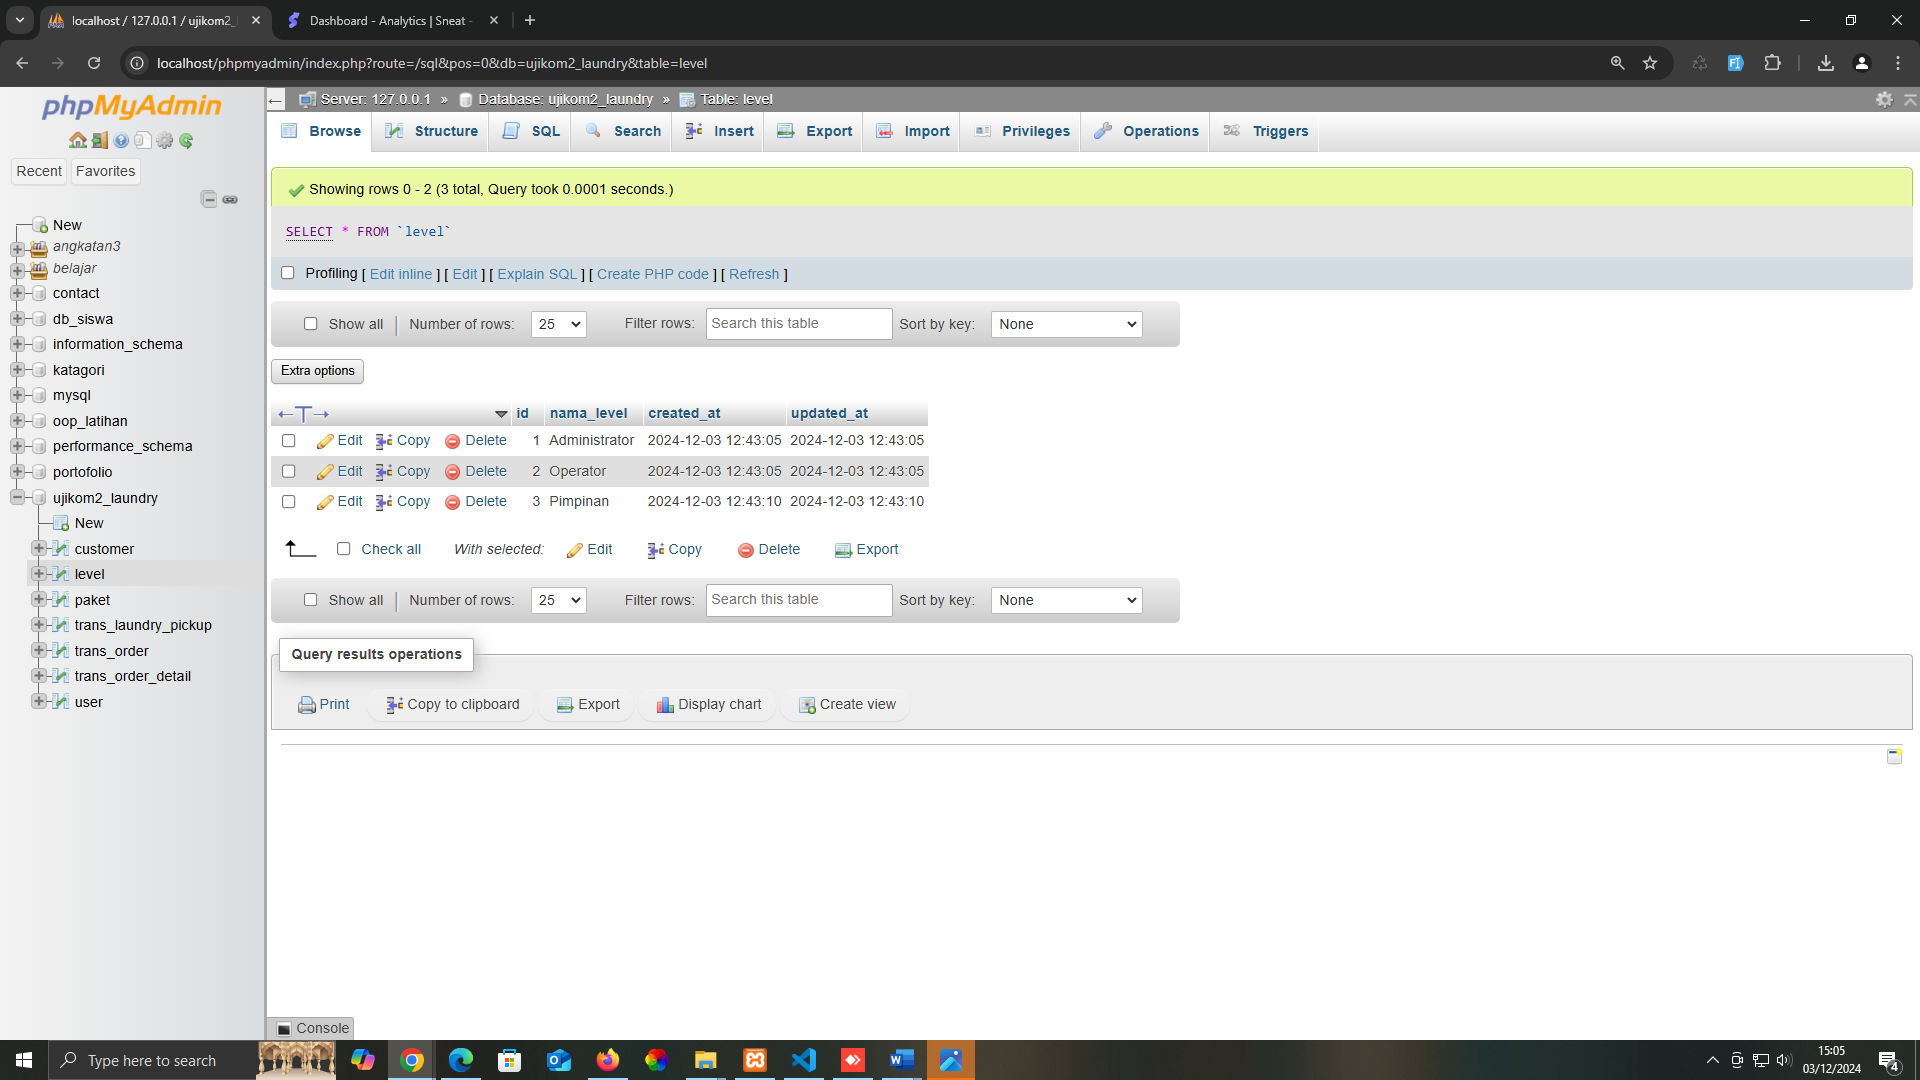 localhost / 127.0.0.1 / ujikom2_
Dashboard - Analytics | Sneat -
localhost/phpmyadmin/index.php?route=/sql&pos=0&db=ujikom2_laundry&table=level
phpMyAdmin
Recent Favorites
New
angkatan3
belajar
contact
db_siswa
information_schema
katagori
mysql
oop_latihan
performance_schema
portofolio
ujikom2_laundry
New
customer
level
paket
trans_laundry_pickup
trans_order
trans_order_detail
user
Server: 127.0.0.1 » Database: ujikom2_laundry » Table: level
Browse Structure SQL Search Insert Export Import Privileges Operations Triggers
Showing rows 0 - 2 (3 total, Query took 0.0001 seconds.)
SELECT * FROM `level`
Profiling [ Edit inline ] [ Edit ] [ Explain SQL ] [ Create PHP code ] [ Refresh ]
Show all | Number of rows: 25 Filter rows: Search this table Sort by key: None
Extra options
←T→ id nama_level created_at updated_at
Edit Copy Delete 1 Administrator 2024-12-03 12:43:05 2024-12-03 12:43:05
Edit Copy Delete 2 Operator 2024-12-03 12:43:05 2024-12-03 12:43:05
Edit Copy Delete 3 Pimpinan 2024-12-03 12:43:10 2024-12-03 12:43:10
Check all With selected: Edit Copy Delete Export
Show all | Number of rows: 25 Filter rows: Search this table Sort by key: None
Query results operations
Print Copy to clipboard Export Display chart Create view
Console
Type here to search
15:05
03/12/2024
4